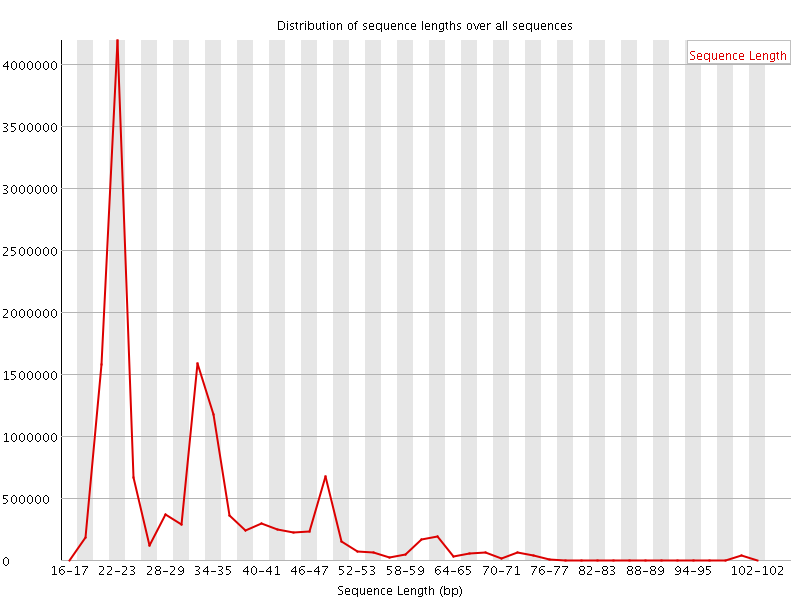 Distribution of sequence lengths over all sequences
Sequence Length
4000000
3500000
3000000
2500000
2000000
1500000
1000000
500000
0
16-17 22-23 28-29 34-35 40-41 46-47 52-53 58-59 64-65 70-71 76-77 82-83 88-89 94-95 102-102
Sequence Length (bp)